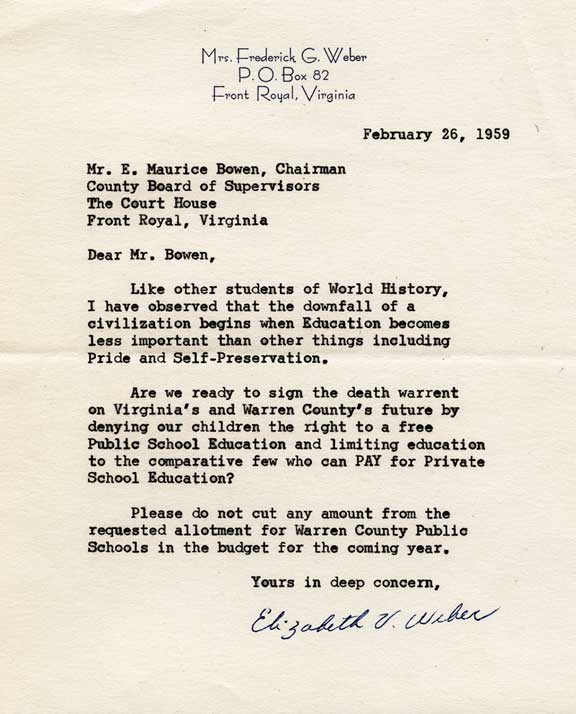 Mrs. Frederick G. Weber
P. O. Box 82
Front Royal, Virginia
February 26, 1959
Mr. E. Maurice Bowen, Chairman
County Board of Supervisors
The Court House
Front Royal, Virginia
Dear Mr. Bowen,
Like other students of World History,
I have observed that the downfall of a
civilization begins when Education becomes
less important than other things including
Pride and Self-Preservation.
Are we ready to sign the death warrent
on Virginia's and Warren County's future by
denying our children the right to a free
Public School Education and limiting education
to the comparative few who can PAY for Private
School Education?
Please do not cut any amount from the
requested allotment for Warren County Public
Schools in the budget for the coming year.
Yours in deep concern,
Elizabeth V. Weber